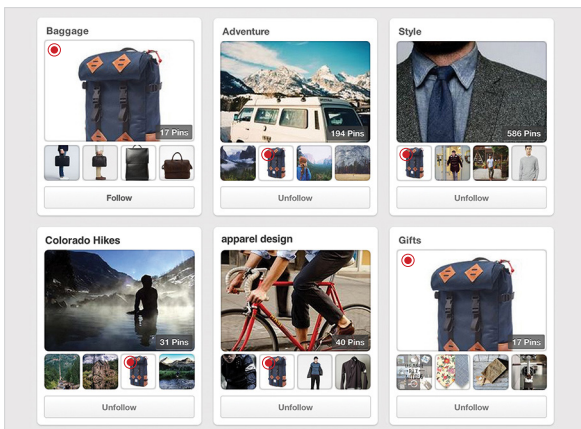 Baggage
17 Pins
Follow
Adventure
194 Pins
Unfollow
Style
586 Pins
Unfollow
Colorado Hikes
31 Pins
Unfollow
apparel design
40 Pins
Unfollow
Gifts
17 Pins
Unfollow